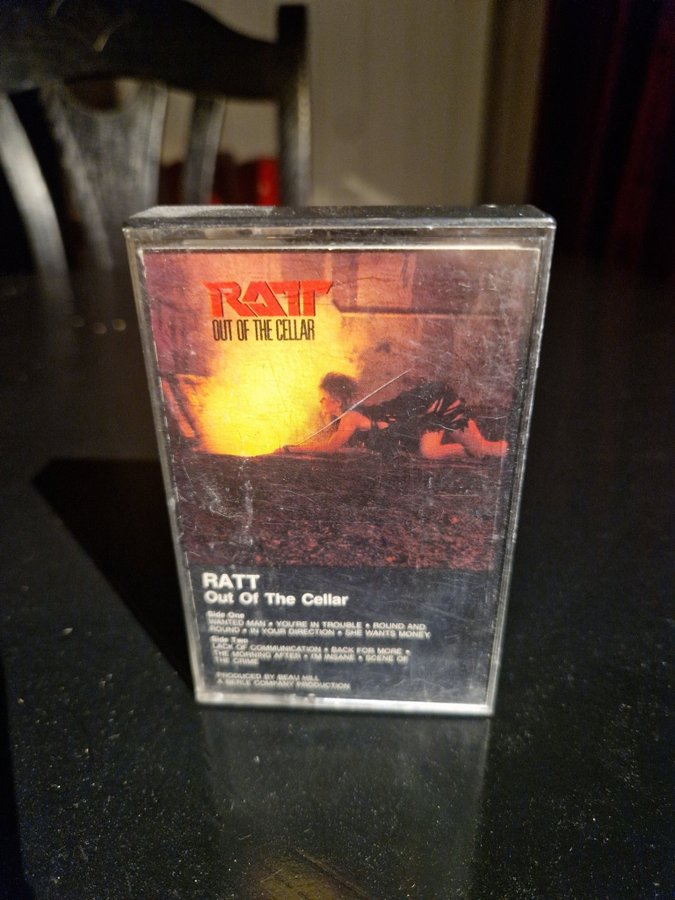 RATT
OUT OF THE CELLAR
RATT
Out Of The Cellar
Side One
WANTED MAN • YOU'RE IN TROUBLE • ROUND AND
ROUND • IN YOUR DIRECTION • SHE WANTS MONEY
Side Two
LACK OF COMMUNICATION • BACK FOR MORE •
THE MORNING AFTER • I'M INSANE • SCENE OF
THE CRIME
PRODUCED BY BEAU HILL
A BERLE COMPANY PRODUCTION